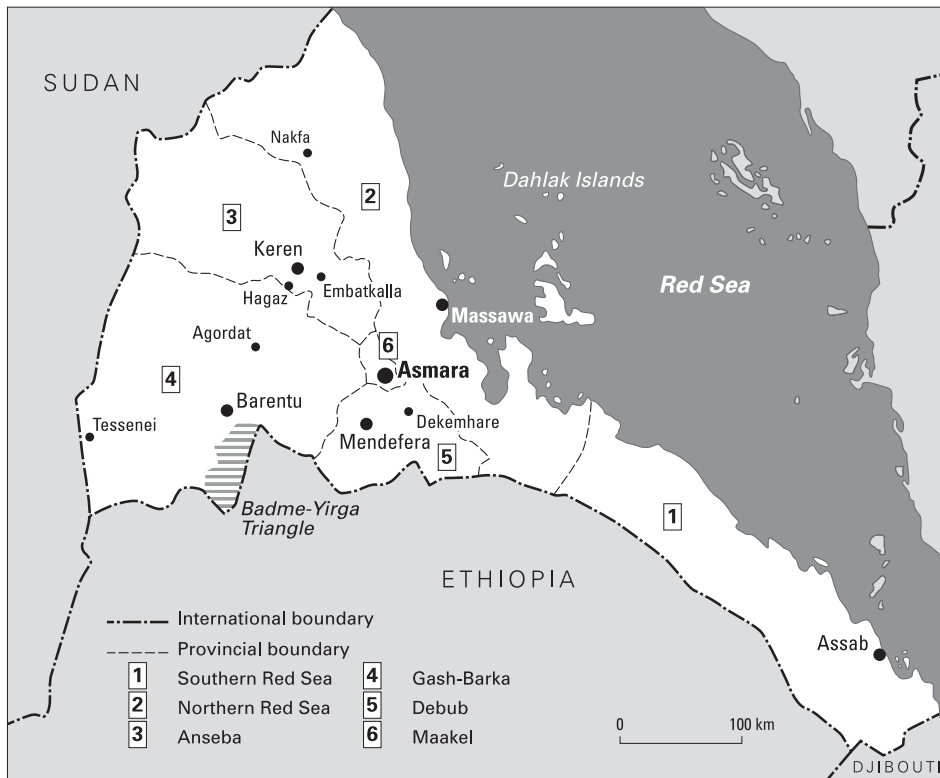 SUDAN
Nakfa
2
Dahlak Islands
3
Keren
Red Sea
Hagaz
Embatkalla
Massawa
Agordat
6
Asmara
4
Barentu
Tessenei
Dekemhare
Mendefera
5
Badme-Yirga
Triangle
1
ETHIOPIA
Assab
International boundary
Provincial boundary
1 Southern Red Sea
2 Northern Red Sea
3 Anseba
4 Gash-Barka
5 Debub
6 Maakel
0 100 km
DJIBOUTI